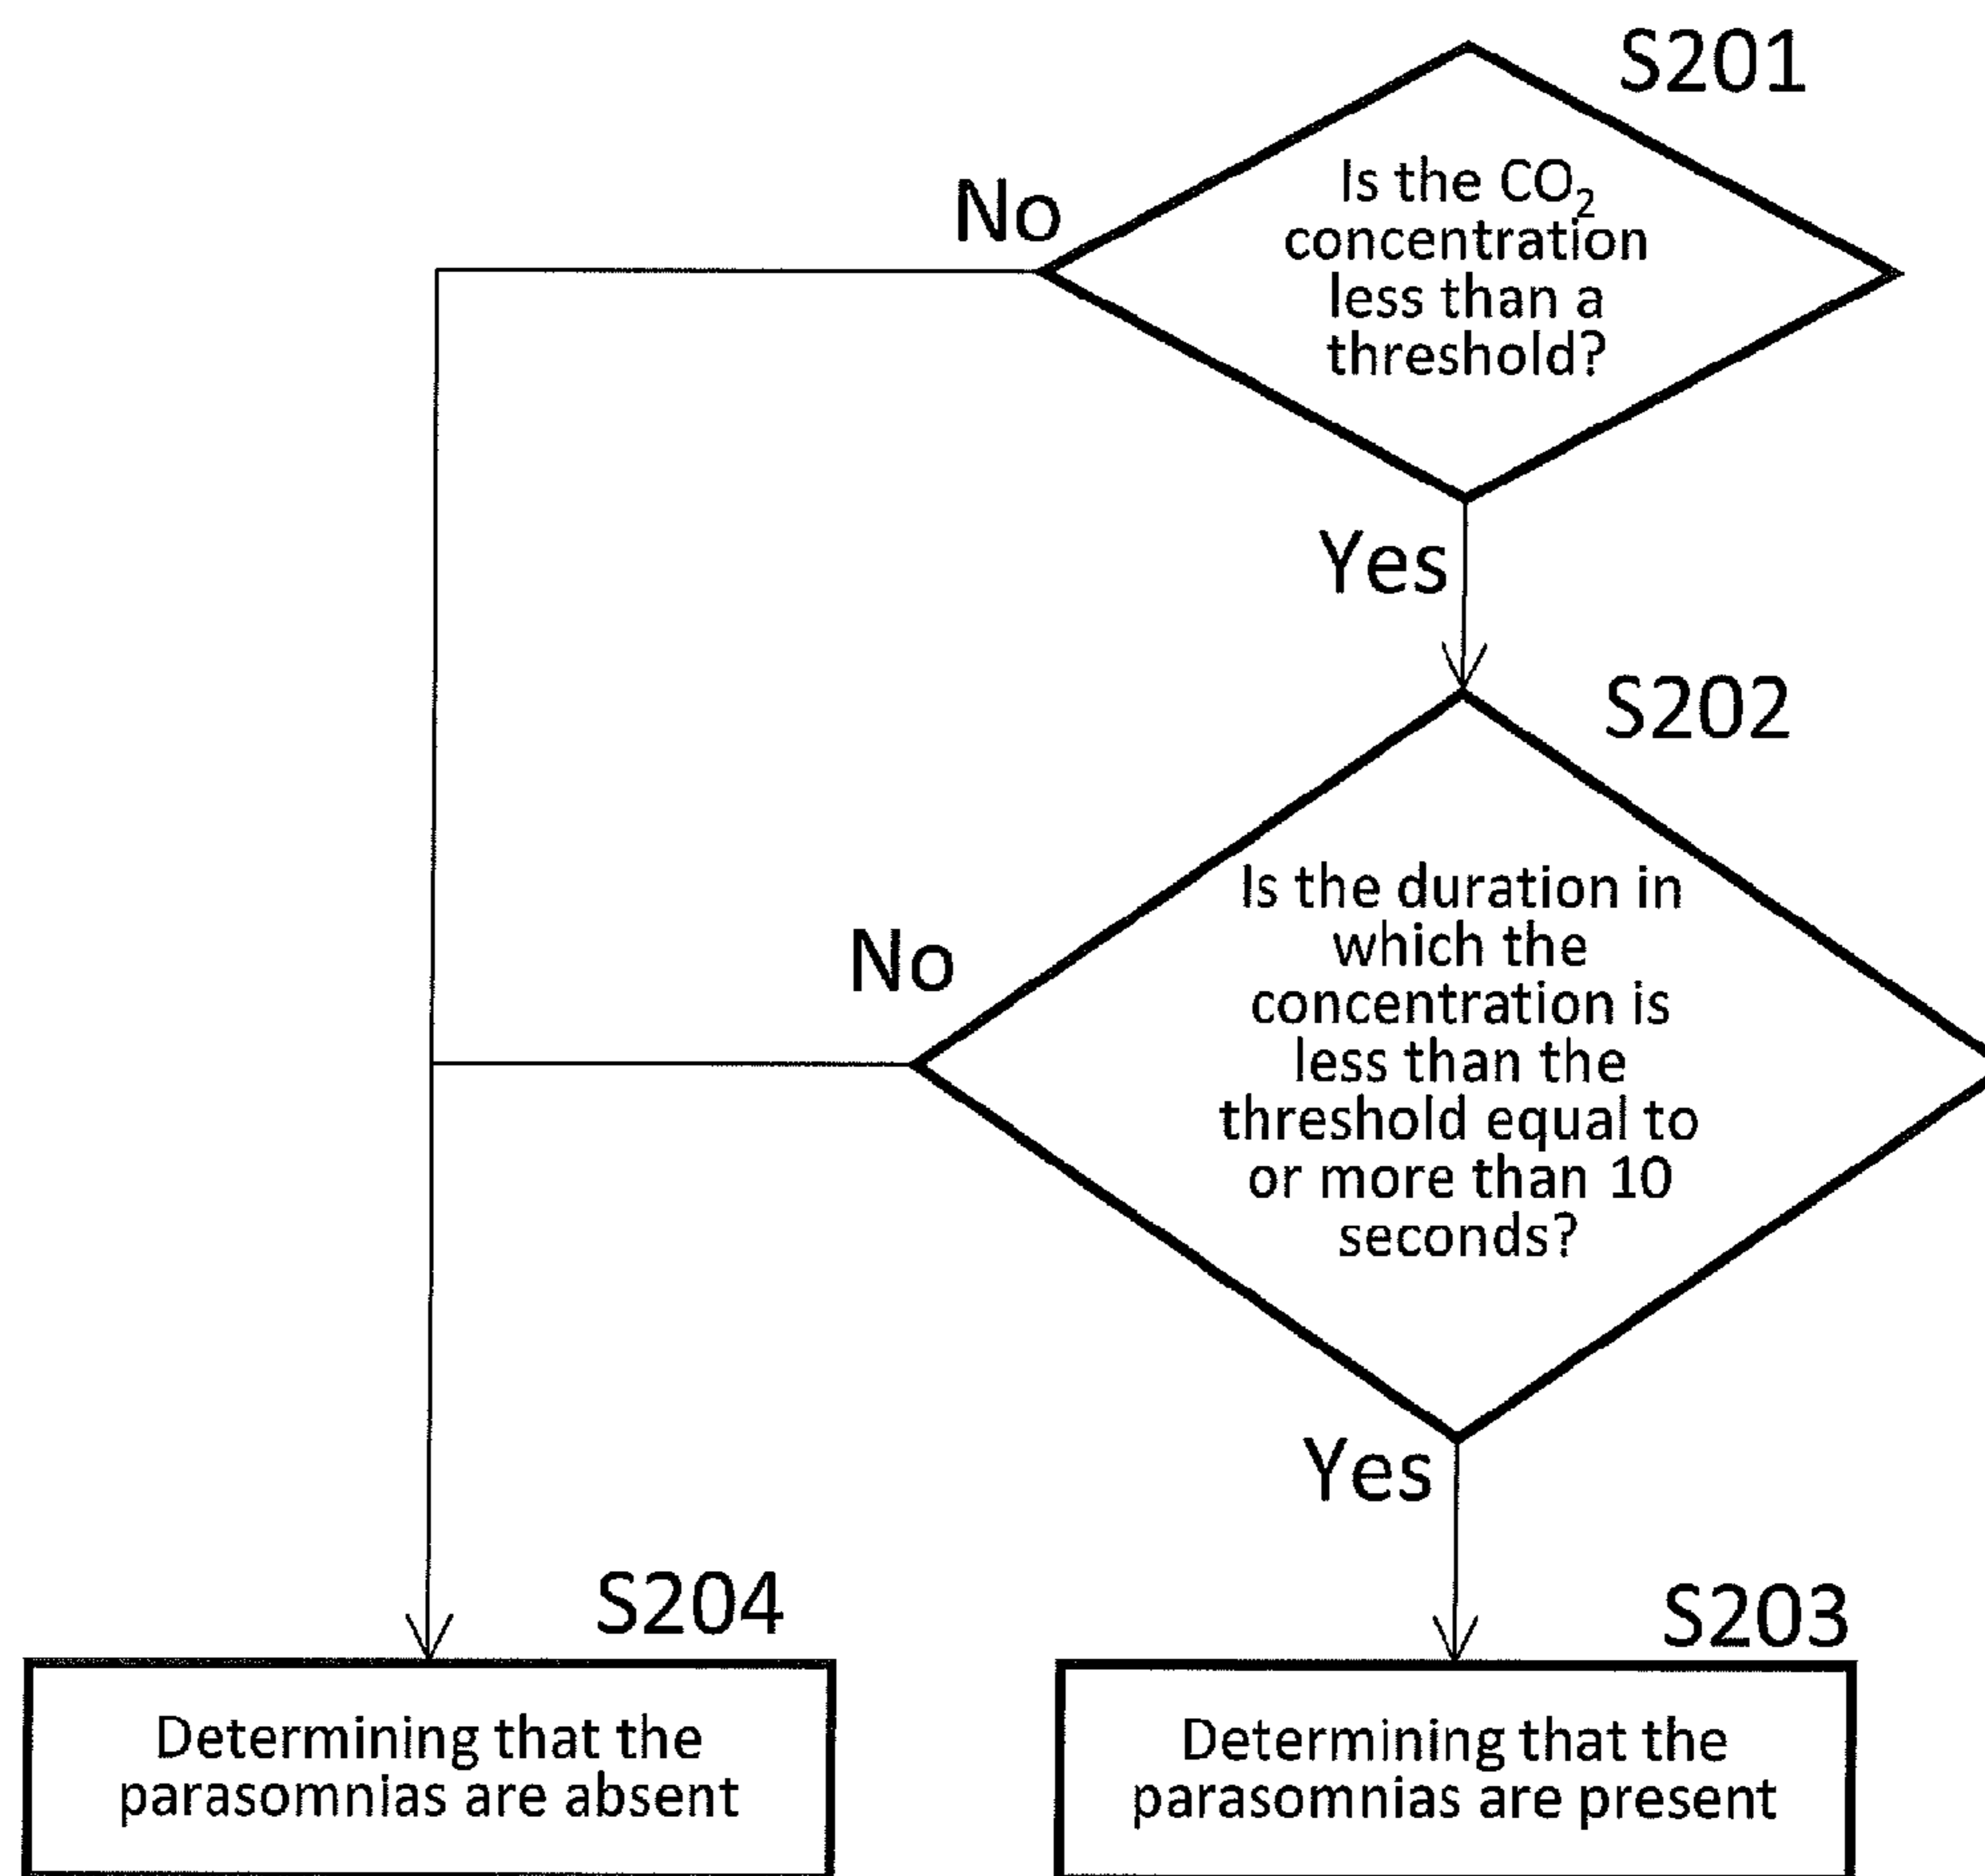 S201
Is the CO₂
concentration
less than a
threshold?
No
Yes
S202
Is the duration in
which the
concentration is
less than the
threshold equal to
or more than 10
seconds?
No
Yes
S204
Determining that the
parasomnias are absent
S203
Determining that the
parasomnias are present